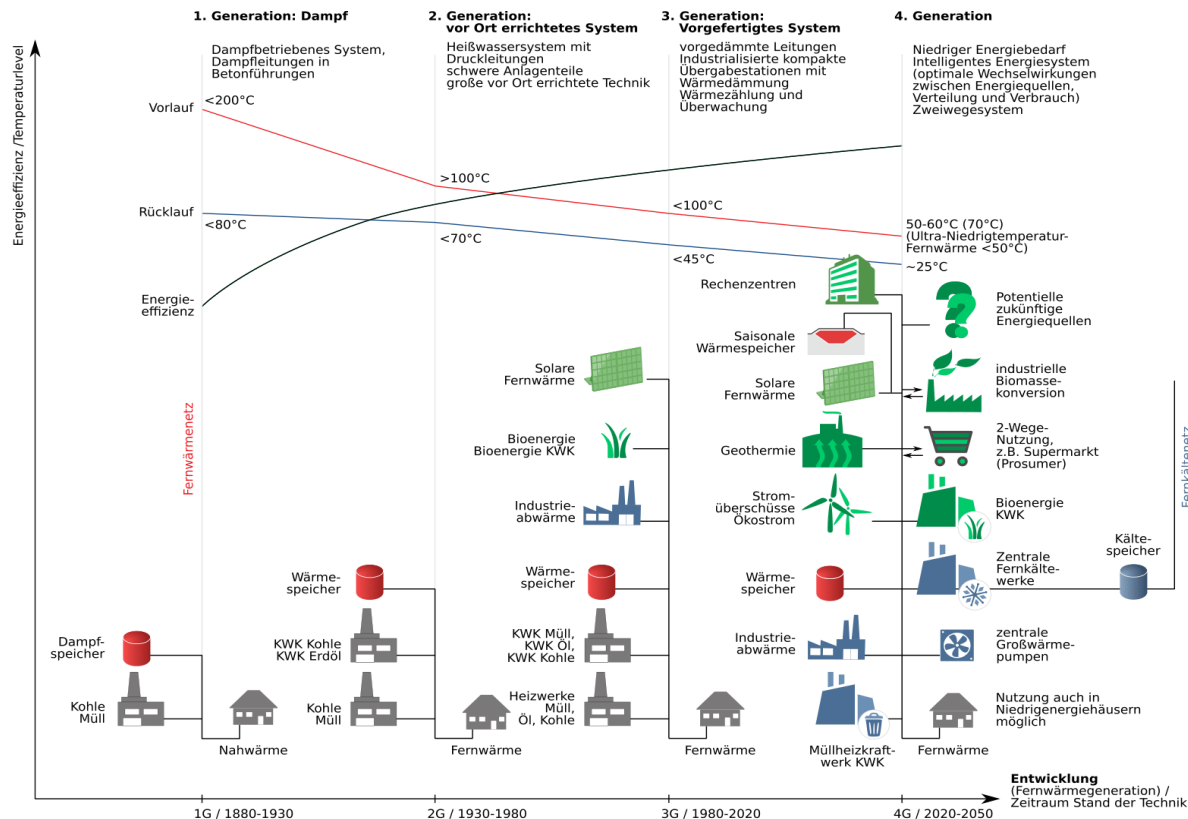 1. Generation: Dampf
Dampfbetriebenes System,
Dampfleitungen in
Betonführungen
2. Generation:
vor Ort errichtetes System
Heißwassersystem mit
Druckleitungen
schwere Anlagenteile
große vor Ort errichtete Technik
3. Generation:
Vorgefertigtes System
vorgedämmte Leitungen
Industrialisierte kompakte
Übergabestationen mit
Wärmedämmung
Wärmezählung und
Überwachung
4. Generation
Niedriger Energiebedarf
Intelligentes Energiesystem
(optimale Wechselwirkungen
zwischen Energiequellen,
Verteilung und Verbrauch)
Zweiwegesystem
Energieeffizienz /Temperaturlevel
Vorlauf
<200°C
>100°C
<100°C
50-60°C (70°C)
(Ultra-Niedrigtemperatur-
Fernwärme <50°C)
Rücklauf
<80°C
<70°C
<45°C
~25°C
Energie-
effizienz
Fernwärmenetz
Dampf-
speicher
Kohle
Müll
Nahwärme
Wärme-
speicher
KWK Kohle
KWK Erdöl
Kohle
Müll
Fernwärme
Solare
Fernwärme
Bioenergie
Bioenergie KWK
Industrie-
abwärme
Wärme-
speicher
KWK Müll,
KWK Öl,
KWK Kohle
Heizwerke
Müll,
Öl, Kohle
Fernwärme
Rechenzentren
Saisonale
Wärmespeicher
Solare
Fernwärme
Geothermie
Strom-
überschüsse
Ökostrom
Wärme-
speicher
Industrie-
abwärme
Müllheizkraft-
werk KWK
Fernwärme
Potentielle
zukünftige
Energiequellen
industrielle
Biomasse-
konversion
2-Wege-
Nutzung,
z.B. Supermarkt
(Prosumer)
Bioenergie
KWK
Zentrale
Fernkälte-
werke
zentrale
Großwärme-
pumpen
Nutzung auch in
Niedrigenergiehäusern
möglich
Kälte-
speicher
Fernkältenetz
Entwicklung
(Fernwärmegeneration) /
Zeitraum Stand der Technik
1G / 1880-1930
2G / 1930-1980
3G / 1980-2020
4G / 2020-2050